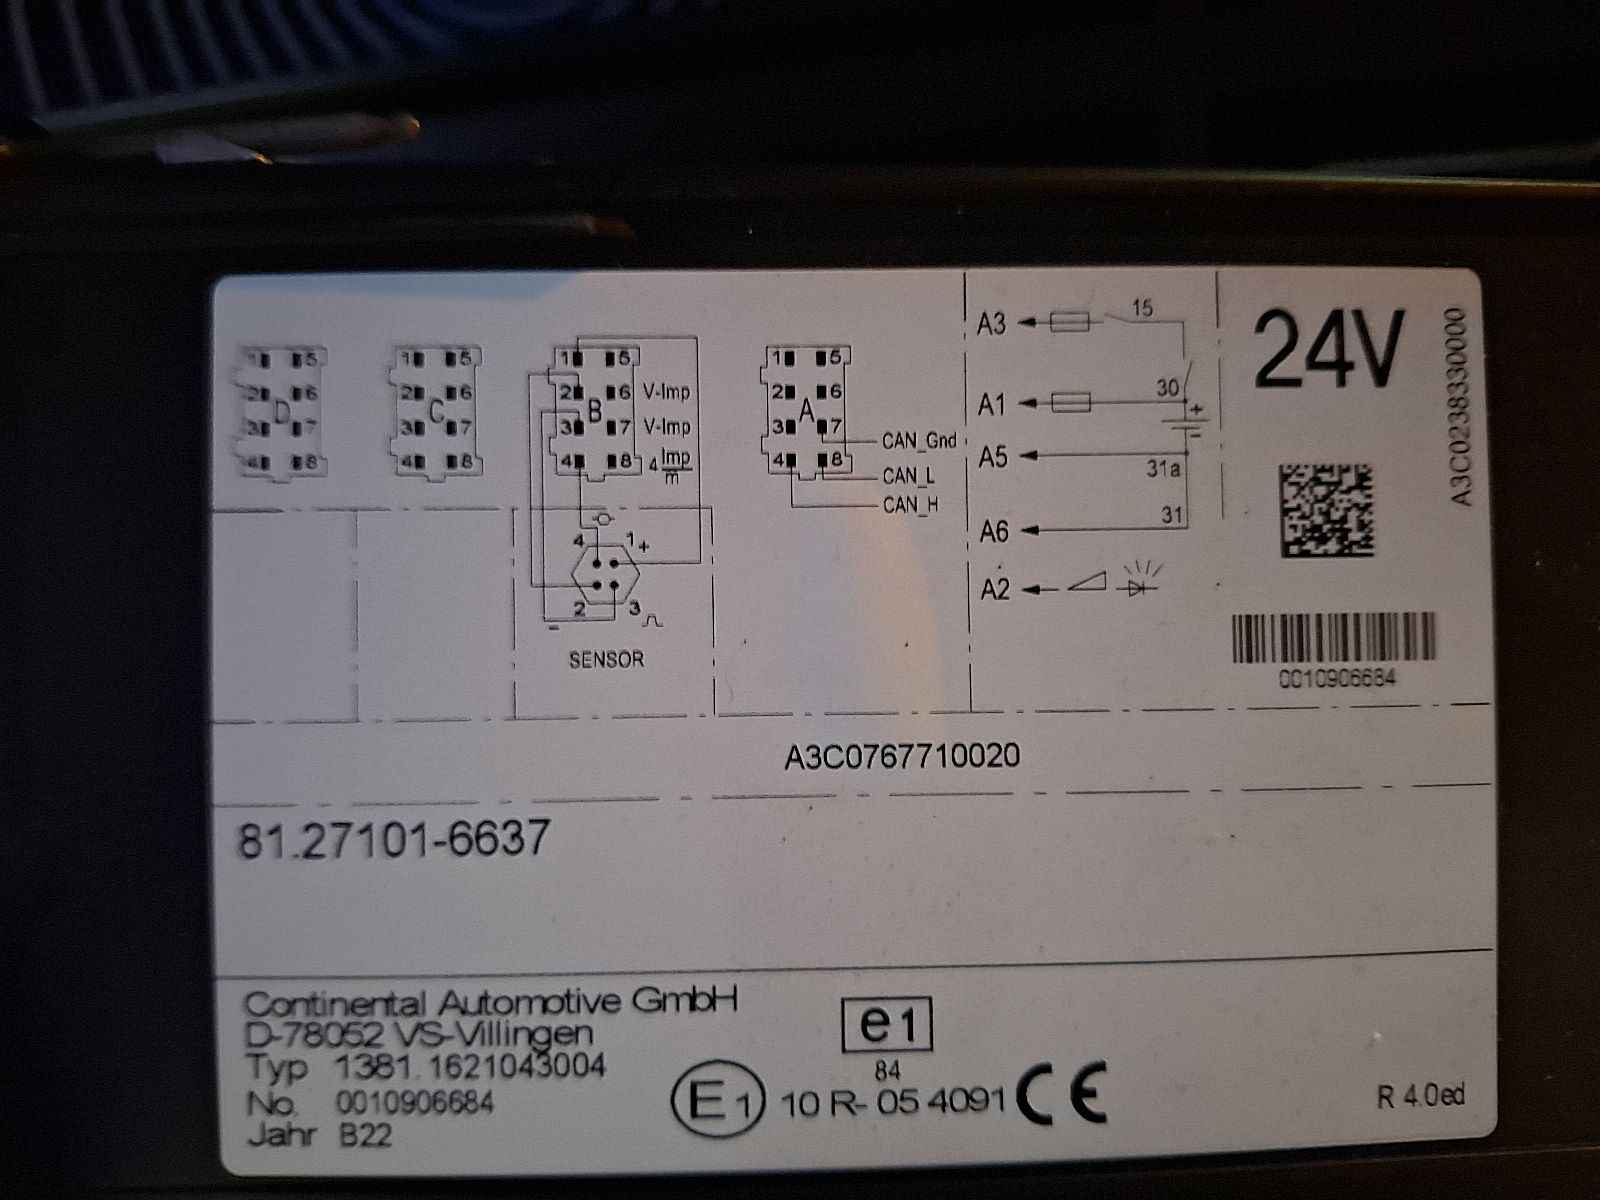 1 5
2 6
D
3 7
4 8
1 5
2 6
C
3 7
4 8
1 5
2 6 V-Imp
B
3 7 V-Imp
4 8 4 Imp
m
4 1 +
2 3
-
SENSOR
1 5
2 6
A
3 7
4 8
CAN_Gnd
CAN_L
CAN_H
A3 15
A1 30
+
-
A5 31a
A6 31
A2
24V
A3C0238330000
0010906684
A3C0767710020
81.27101-6637
Continental Automotive GmbH
D-78052 VS-Villingen
Typ 1381.1621043004
No. 0010906684
Jahr B22
e1
84
E1 10 R-05 4091 CE
R 4.0ed